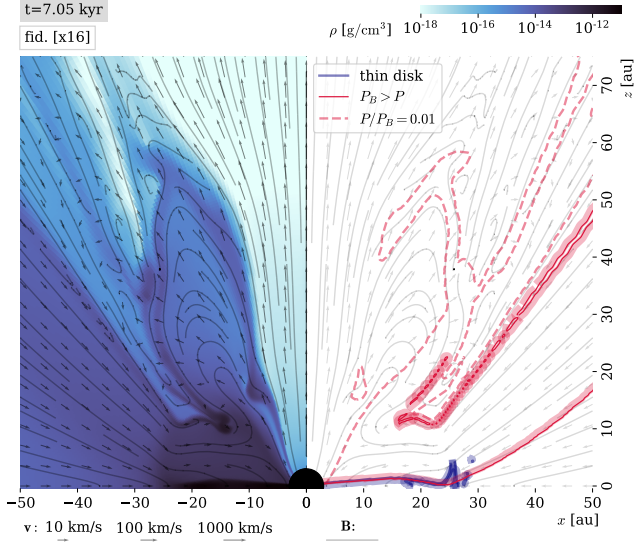 t=7.05 kyr
fid. [x16]
ρ [g/cm³] 10⁻¹⁸ 10⁻¹⁶ 10⁻¹⁴ 10⁻¹²
thin disk
P_B > P
P/P_B = 0.01
z [au]
70
60
50
40
30
20
10
0
−50 −40 −30 −20 −10 0 10 20 30 40 50
x [au]
v: 10 km/s 100 km/s 1000 km/s B: